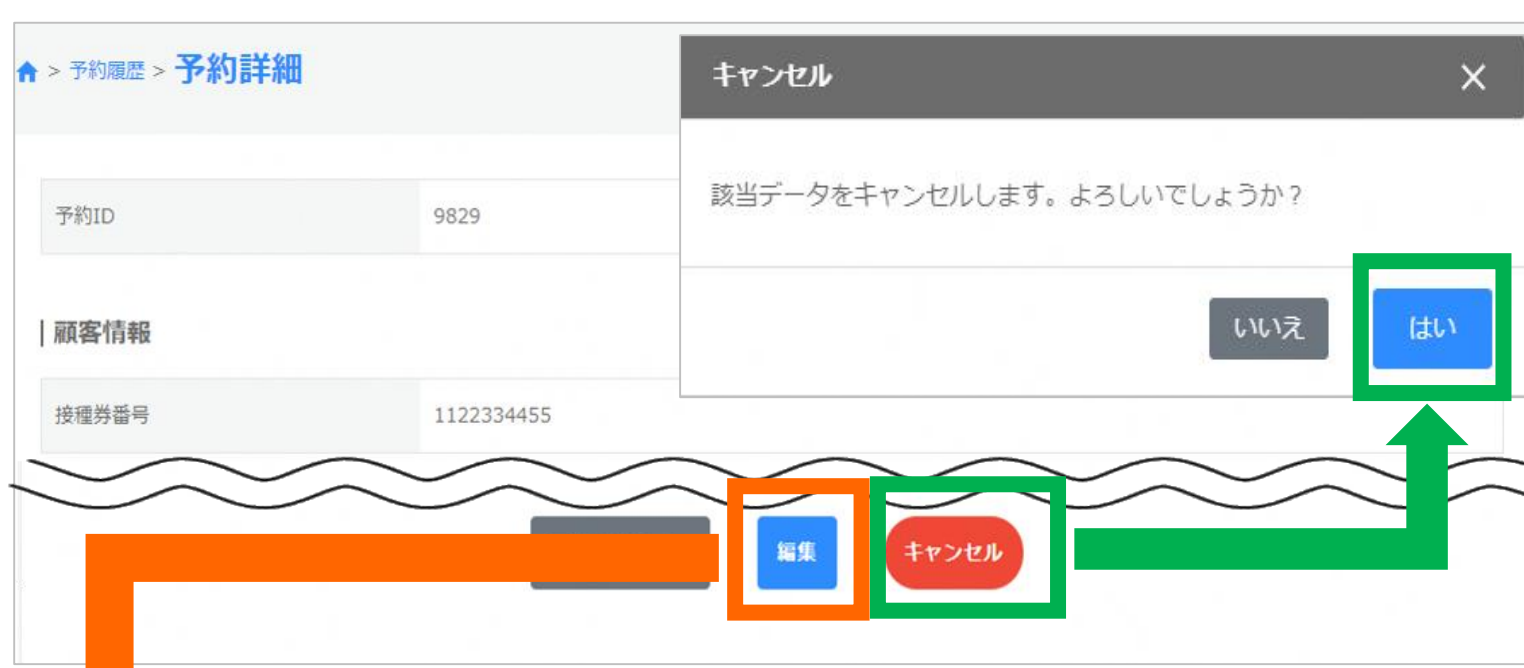 > 予約履歴 > 予約詳細
キャンセル
該当データをキャンセルします。よろしいでしょうか？
いいえ
はい
予約ID
9829
顧客情報
接種券番号
1122334455
編集
キャンセル